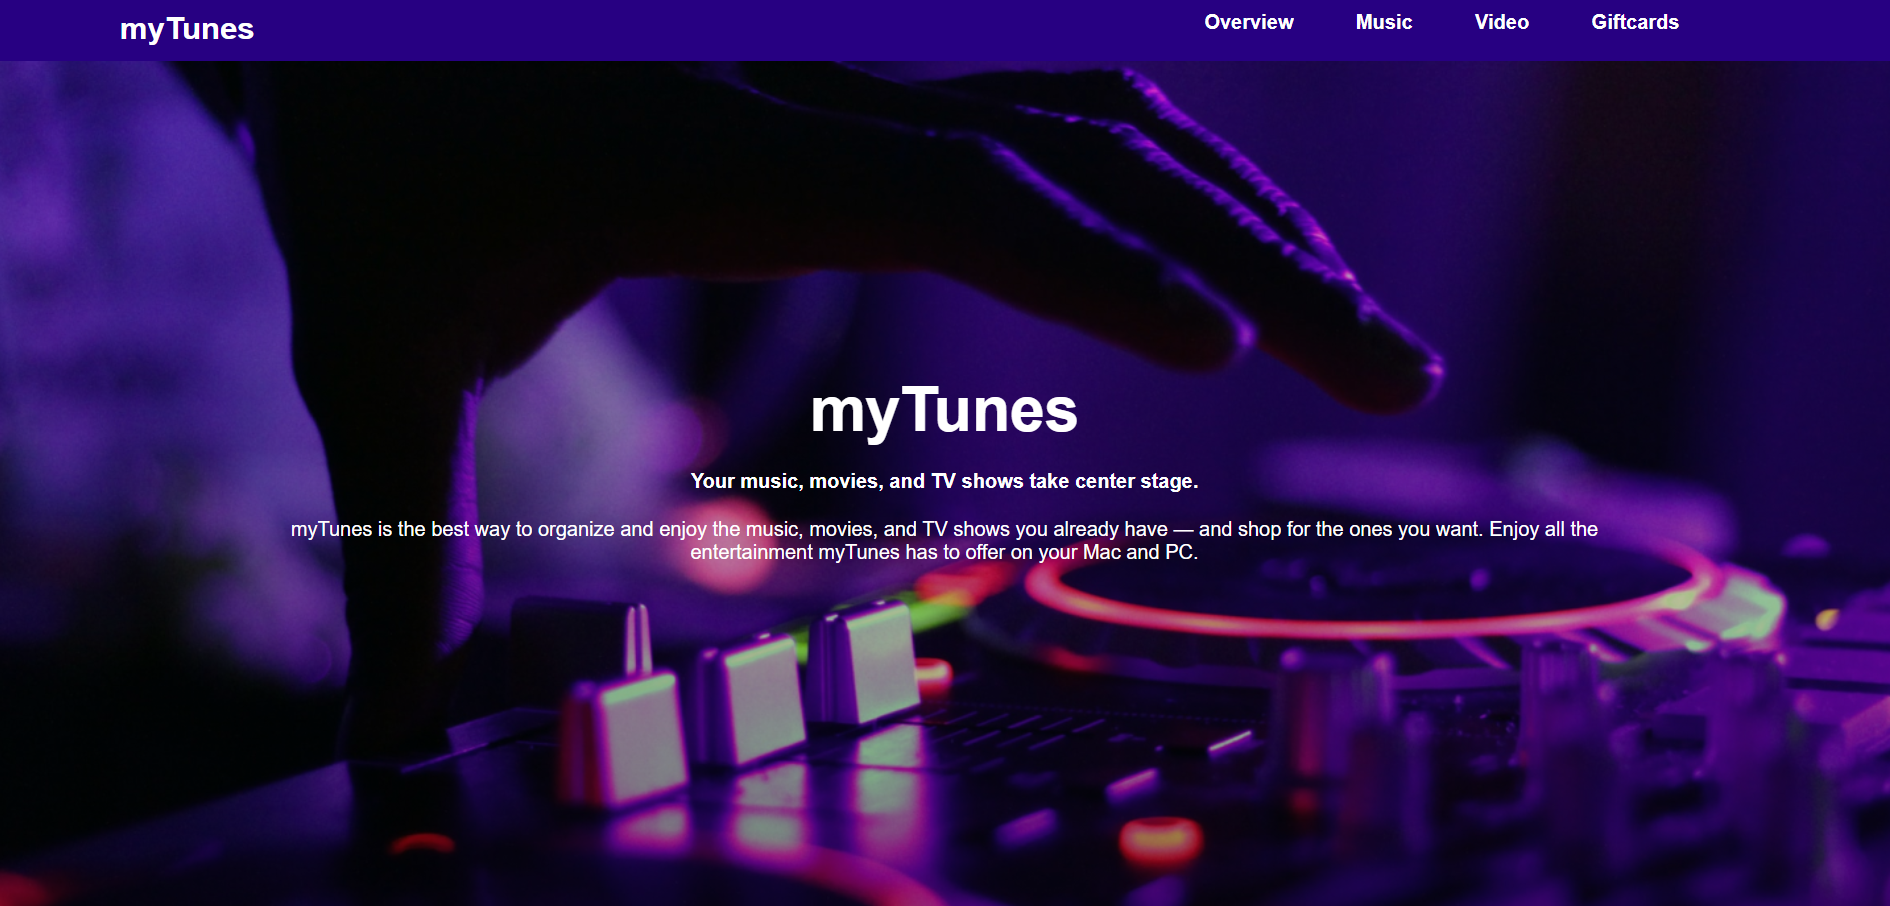 myTunes
Overview Music Video Giftcards
myTunes
Your music, movies, and TV shows take center stage.
myTunes is the best way to organize and enjoy the music, movies, and TV shows you already have — and shop for the ones you want. Enjoy all the
entertainment myTunes has to offer on your Mac and PC.